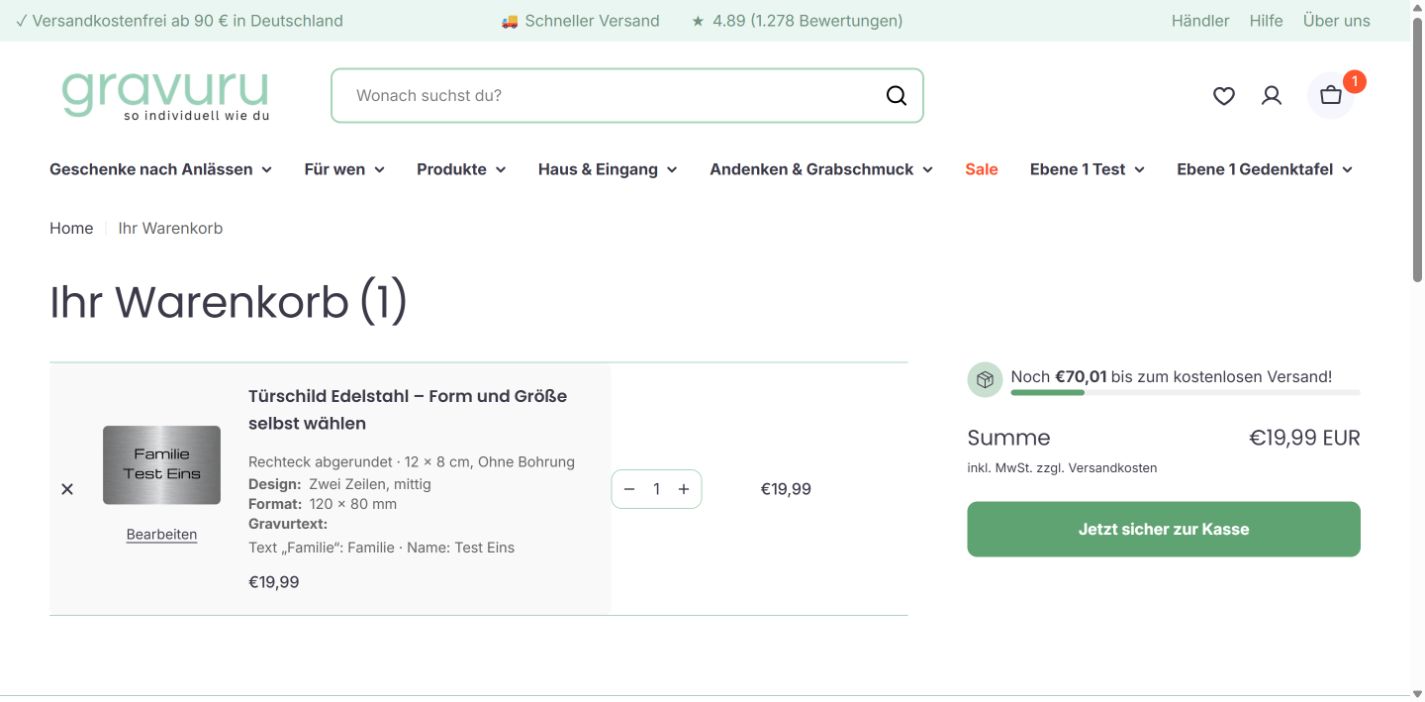 ✓ Versandkostenfrei ab 90 € in Deutschland
🚚 Schneller Versand
★ 4.89 (1.278 Bewertungen)
Händler Hilfe Über uns
gravuru
so individuell wie du
Wonach suchst du?
1
Geschenke nach Anlässen Für wen Produkte Haus & Eingang Andenken & Grabschmuck Sale Ebene 1 Test Ebene 1 Gedenktafel
Home Ihr Warenkorb
Ihr Warenkorb (1)
Familie
Test Eins
Bearbeiten
Türschild Edelstahl – Form und Größe
selbst wählen
Rechteck abgerundet · 12 × 8 cm, Ohne Bohrung
Design: Zwei Zeilen, mittig
Format: 120 × 80 mm
Gravurtext:
Text „Familie“: Familie · Name: Test Eins
€19,99
− 1 +
€19,99
Noch €70,01 bis zum kostenlosen Versand!
Summe €19,99 EUR
inkl. MwSt. zzgl. Versandkosten
Jetzt sicher zur Kasse